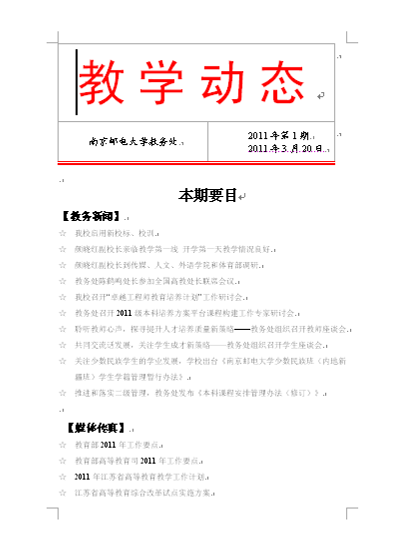 教学动态
南京邮电大学教务处
2011年第1期
2011年3月20日
本期要目
【教务新闻】
☆ 我校启用新校标、校训
☆ 葉晓红副校长亲临教学第一线 开学第一天教学情况良好
☆ 副校长到传媒、人文、外语学院和体育部调研
☆ 教务处陈鹤鸣处长参加全国高教处长联席会议
☆ 我校召开“卓越工程师教育培养计划”工作研讨会
☆ 教务处召开2011级本科培养方案平台课程构建工作专家研讨会
☆ 聆听教师心声,探寻提升人才培养质量新策略——教务处组织召开教师座谈会
☆ 共同交流话发展,关注学生成才新策略——教务处组织召开学生座谈会
☆ 关注少数民族学生的学业发展,学校出台《南京邮电大学少数民族班(内地新
疆班)学生学籍管理暂行办法》
☆ 推进和落实二级管理,教务处发布《本科课程安排管理办法(修订)》
【媒体传真】
☆ 教育部2011年工作要点
☆ 教育部高等教育司2011年工作要点
☆ 2011年江苏省高等教育教学工作计划
☆ 江苏省高等教育综合改革试点实施方案